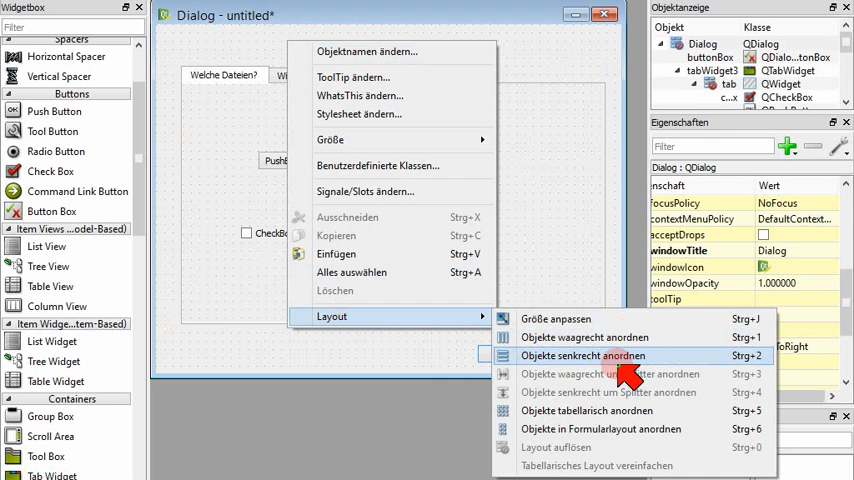 Widgetbox
Filter
Spacers
Horizontal Spacer
Vertical Spacer
Buttons
Push Button
Tool Button
Radio Button
Check Box
Command Link Button
Button Box
Item Views ...odel-Based)
List View
Tree View
Table View
Column View
Item Widge...tem-Based)
List Widget
Tree Widget
Table Widget
Containers
Group Box
Scroll Area
Tool Box
Tab Widget
Dialog - untitled*
Welche Dateien?
Wi
PushB
CheckBo
Objektnamen ändern...
ToolTip ändern...
WhatsThis ändern...
Stylesheet ändern...
Größe
Benutzerdefinierte Klassen...
Signale/Slots ändern...
Ausschneiden Strg+X
Kopieren Strg+C
Einfügen Strg+V
Alles auswählen Strg+A
Löschen
Layout
Größe anpassen Strg+J
Objekte waagrecht anordnen Strg+1
Objekte senkrecht anordnen Strg+2
Objekte waagrecht um Splitter anordnen Strg+3
Objekte senkrecht um Splitter anordnen Strg+4
Objekte tabellarisch anordnen Strg+5
Objekte in Formularlayout anordnen Strg+6
Layout auflösen Strg+0
Tabellarisches Layout vereinfachen
Objektanzeige
Objekt Klasse
Dialog QDialog
buttonBox QDialo...tonBox
tabWidget3 QTabWidget
tab QWidget
c...x QCheckBox
Eigenschaften
Filter
Dialog : QDialog
enschaft Wert
focusPolicy NoFocus
contextMenuPolicy DefaultContext...
acceptDrops
windowTitle Dialog
windowIcon
windowOpacity 1.000000
toolTip
ToRight